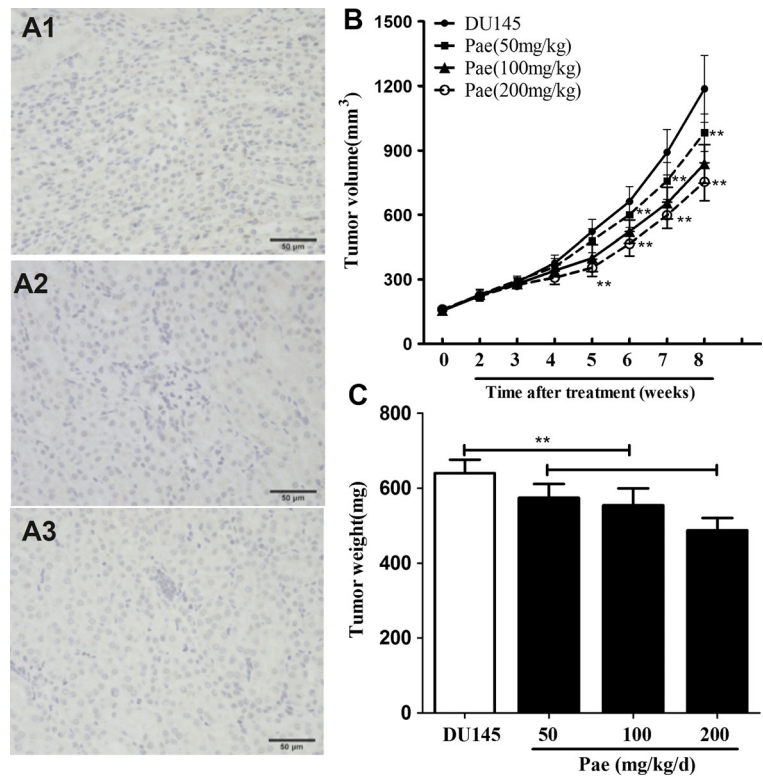 A1
50 μm
A2
50 μm
A3
50 μm
B
DU145
Pae(50mg/kg)
Pae(100mg/kg)
Pae(200mg/kg)
Tumor volume(mm3)
1500
1200
900
600
300
0
**
**
**
**
**
**
**
0 2 3 4 5 6 7 8
Time after treatment (weeks)
C
Tumor weight(mg)
800
600
400
200
0
**
DU145 50 100 200
Pae (mg/kg/d)